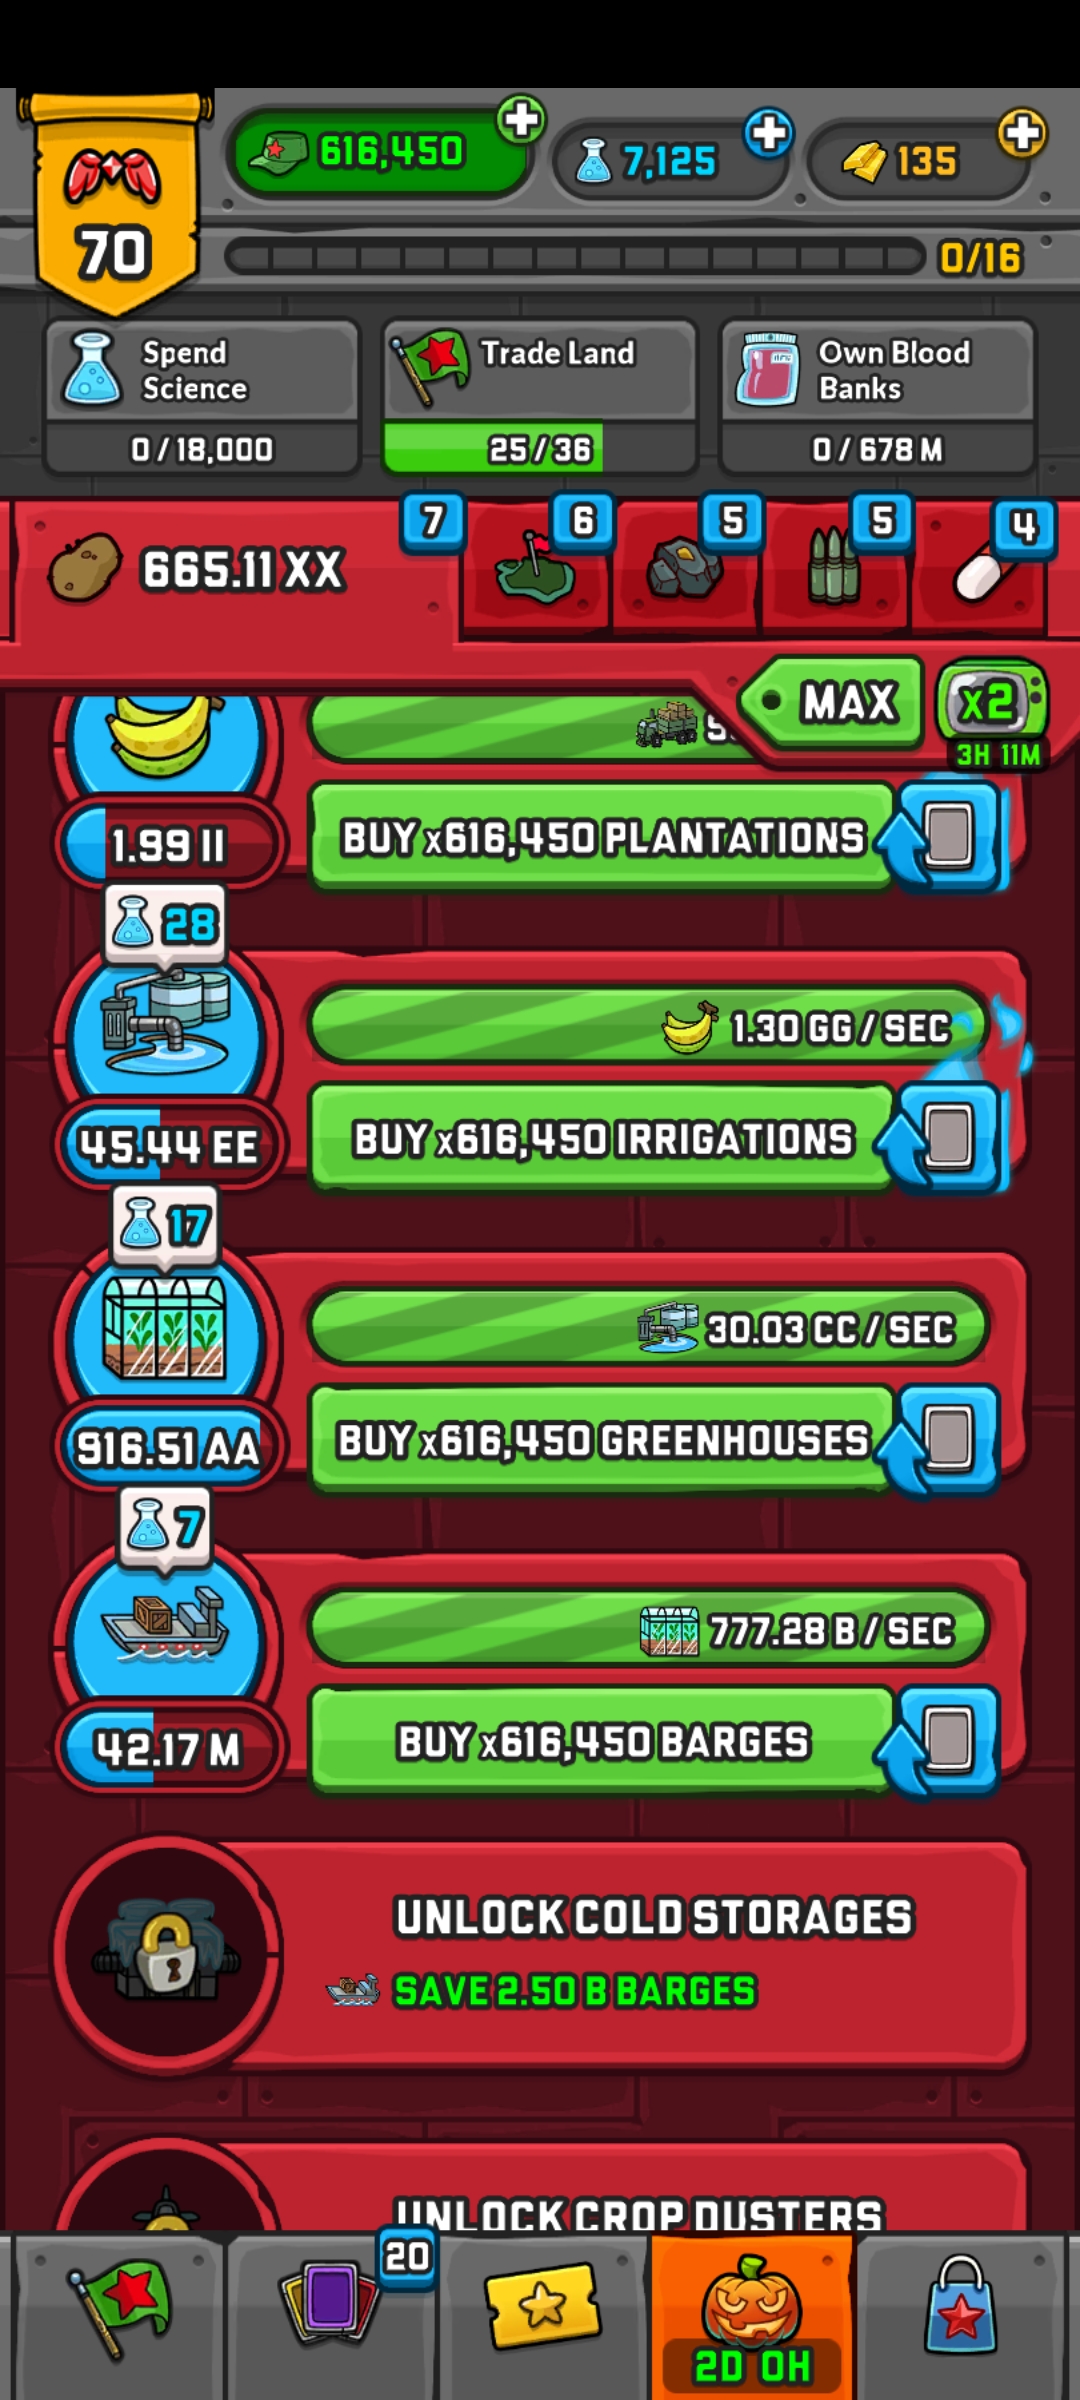 616,450
7,125
135
70
0/16
Spend
Science
0/18,000
Trade Land
25/36
Own Blood
Banks
0/678 M
665.11 XX
7
6
5
5
4
MAX
x2
3H 11M
1.99 II
BUY x616,450 PLANTATIONS
28
1.30 GG / SEC
45.44 EE
BUY x616,450 IRRIGATIONS
17
30.03 CC / SEC
916.51 AA
BUY x616,450 GREENHOUSES
7
777.28 B / SEC
42.17 M
BUY x616,450 BARGES
UNLOCK COLD STORAGES
SAVE 2.50 B BARGES
UNLOCK CROP DUSTERS
20
2D 0H